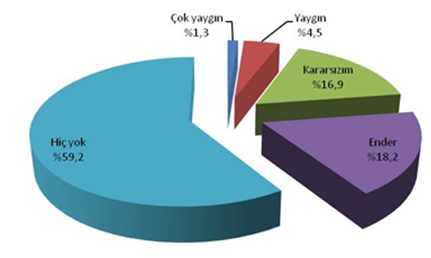 Çok yaygın
%1,3
Yaygın
%4,5
Kararsızım
%16,9
Ender
%18,2
Hiç yok
%59,2